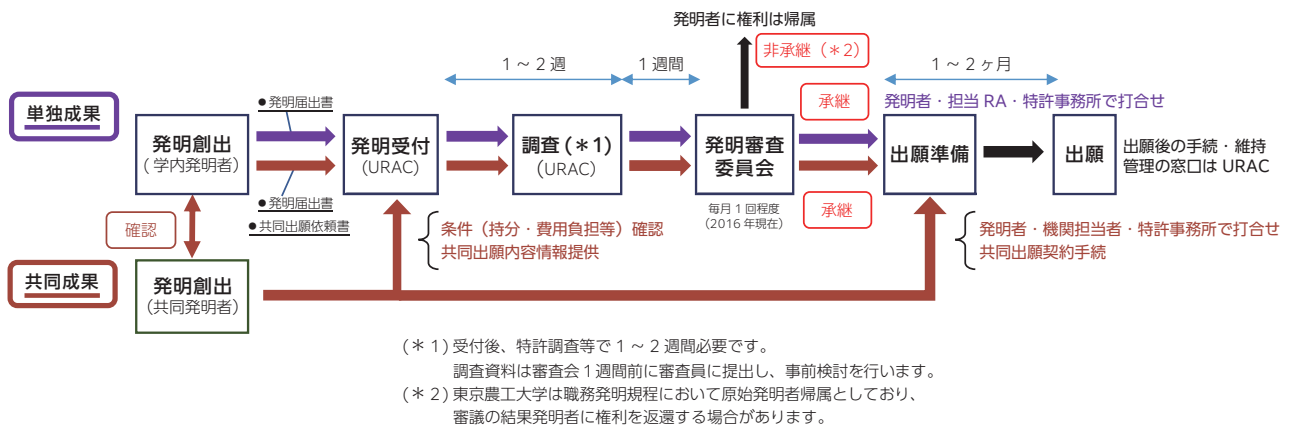 発明者に権利は帰属
非承継（＊2）
1～2週
1週間
1～2ヶ月
単独成果
●発明届出書
承継
発明者・担当RA・特許事務所で打合せ
発明創出
（学内発明者）
発明受付
(URAC)
調査（＊1）
(URAC)
発明審査
委員会
出願準備
出願
出願後の手続・維持
管理の窓口はURAC
●発明届出書
●共同出願依頼書
毎月1回程度
（2016年現在）
承継
確認
条件（持分・費用負担等）確認
共同出願内容情報提供
発明者・機関担当者・特許事務所で打合せ
共同出願契約手続
共同成果
発明創出
（共同発明者）
（＊1）受付後、特許調査等で1～2週間必要です。
調査資料は審査会1週間前に審査員に提出し、事前検討を行います。
（＊2）東京農工大学は職務発明規程において原始発明者帰属としており、
審議の結果発明者に権利を返還する場合があります。